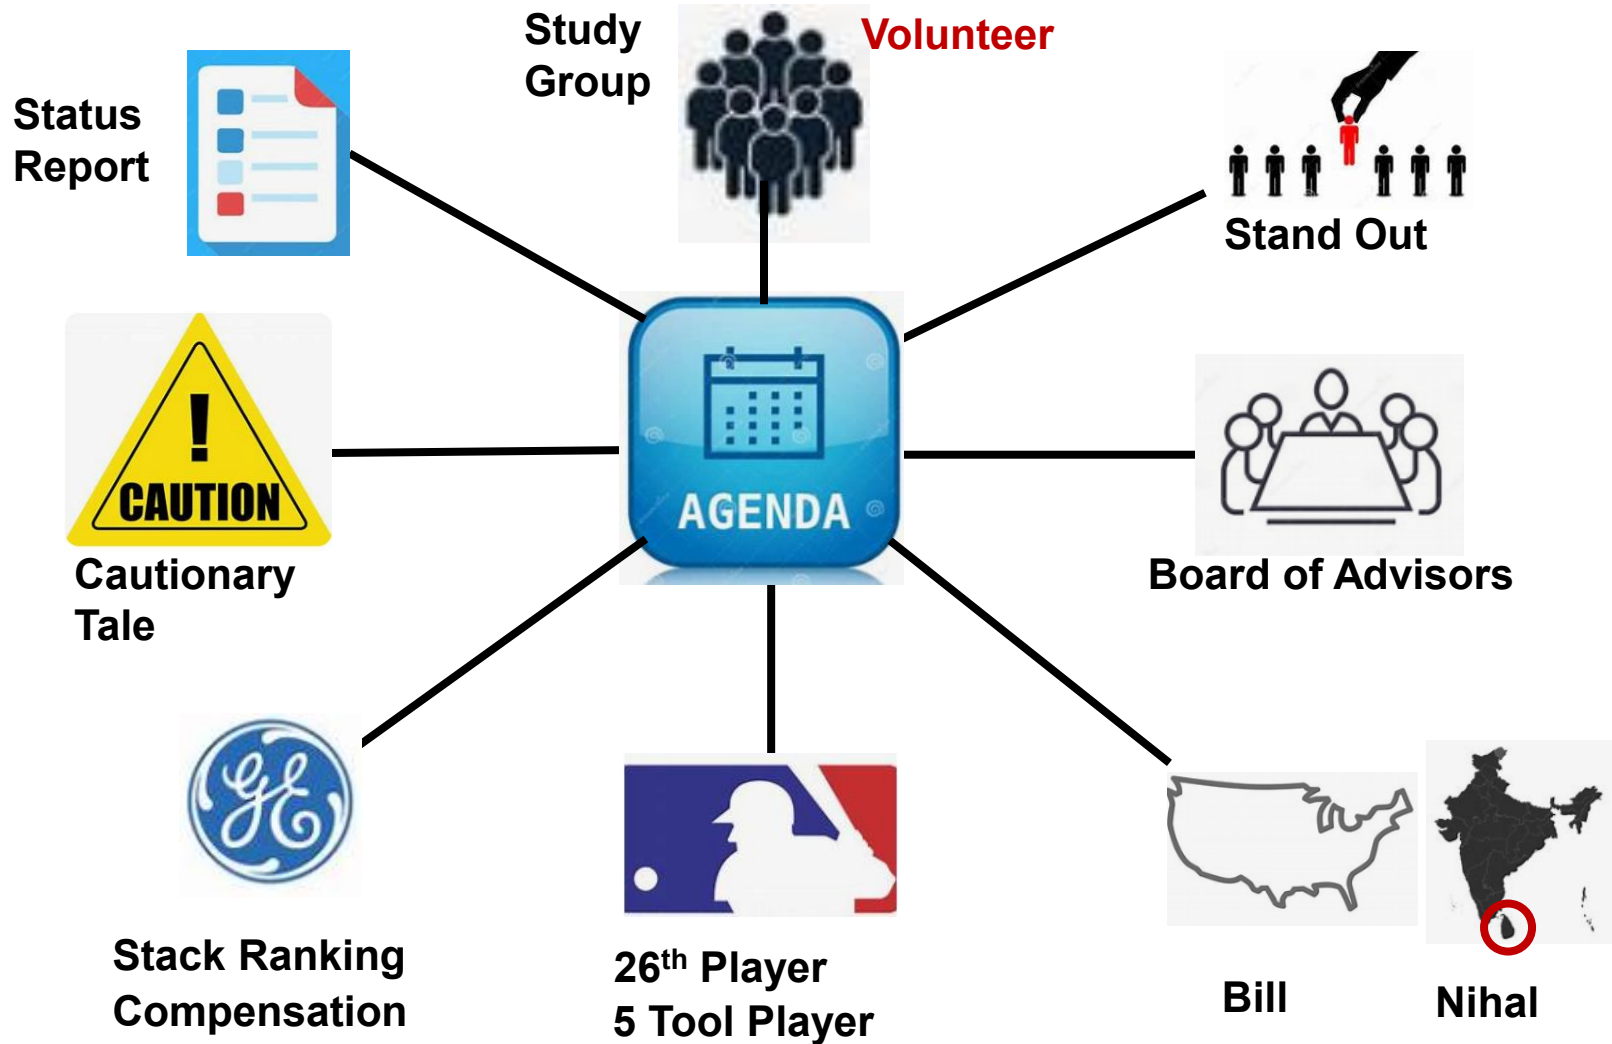 Study
Group
Volunteer
Status
Report
Stand Out
CAUTION
AGENDA
Cautionary
Tale
Board of Advisors
GE
Stack Ranking
Compensation
26th Player
5 Tool Player
Bill
Nihal